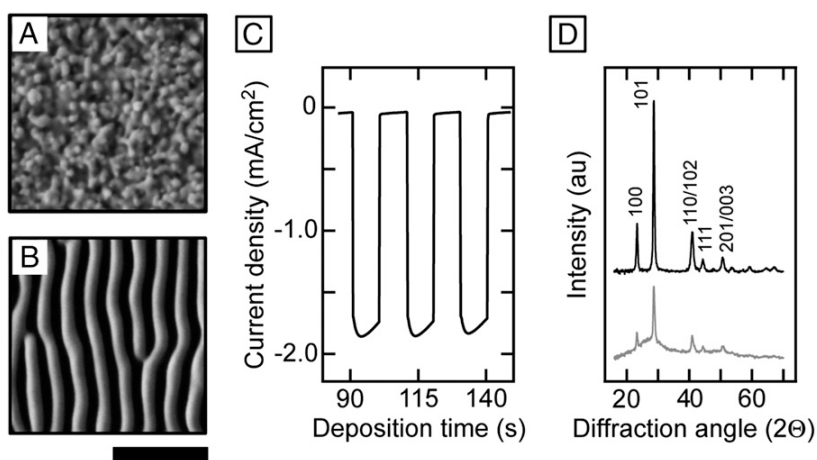 A
B
C
Current density (mA/cm²)
0
-1.0
-2.0
90 115 140
Deposition time (s)
D
Intensity (au)
100
101
110/102
111
201/003
20 40 60
Diffraction angle (2Θ)